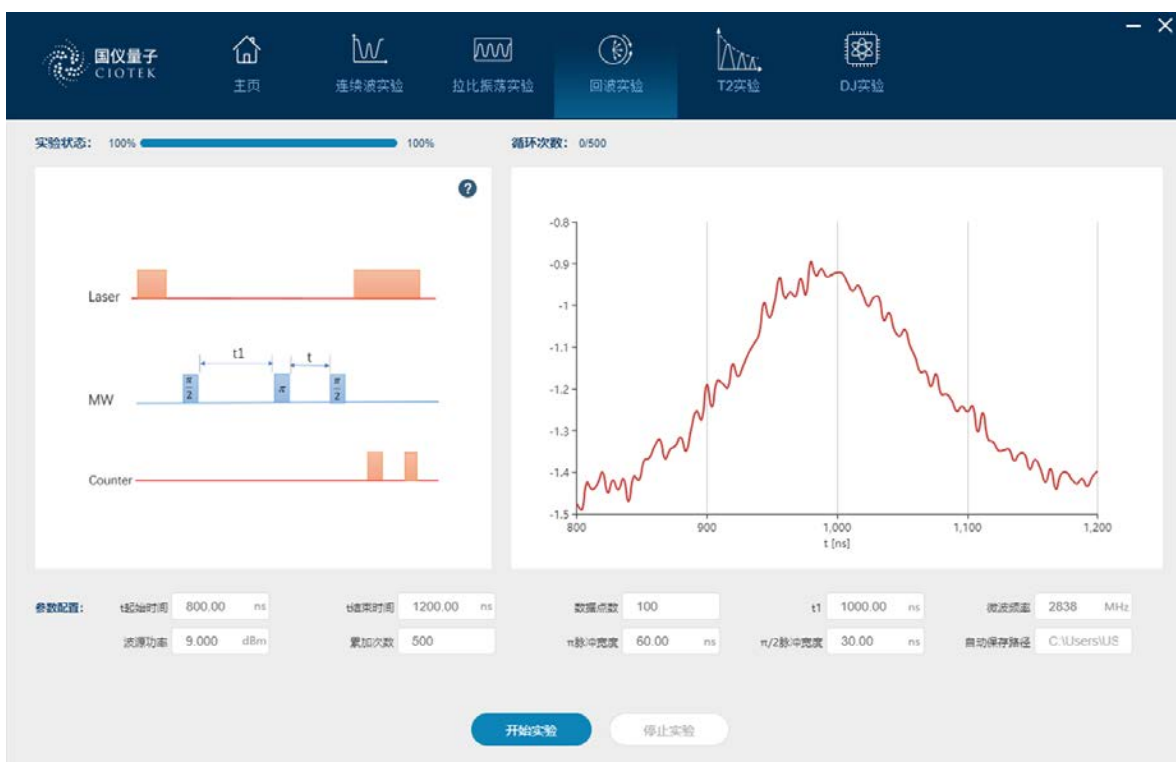 国仪量子
CIOTEK
主页
连续波实验
拉比振荡实验
回波实验
T2实验
DJ实验
实验状态： 100% 100%
循环次数： 0/500
?
Laser
t1
t
π/2
π
π/2
MW
Counter
-0.8
-0.9
-1
-1.1
-1.2
-1.3
-1.4
-1.5
800 900 1,000 1,100 1,200
t [ns]
参数配置： t起始时间 800.00 ns t结束时间 1200.00 ns 数据点数 100 t1 1000.00 ns 微波频率 2838 MHz
波源功率 9.000 dBm 累加次数 500 π脉冲宽度 60.00 ns π/2脉冲宽度 30.00 ns 自动保存路径 C:\Users\US
开始实验 停止实验